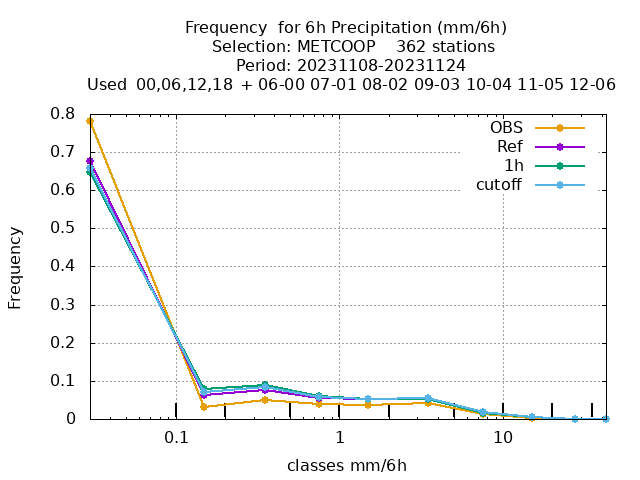 Frequency  for 6h Precipitation (mm/6h)
Selection: METCOOP    362 stations
Period: 20231108-20231124
Used  00,06,12,18  + 06-00 07-01 08-02 09-03 10-04 11-05 12-06
OBS
Ref
1h
cutoff
Frequency
0.8
0.7
0.6
0.5
0.4
0.3
0.2
0.1
0
0.1
1
10
classes mm/6h